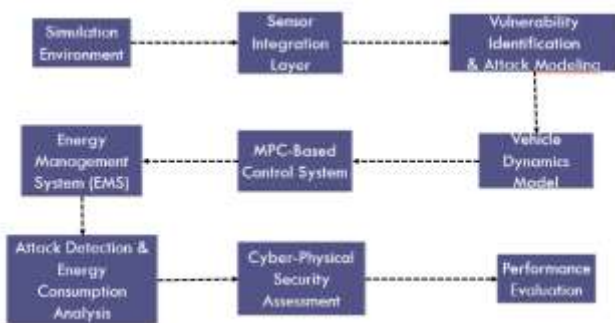 Simulation
Environment
Sensor
Integration
Layer
Vulnerability
Identification
& Attack Modeling
Vehicle
Dynamics
Model
MPC-Based
Control System
Energy
Management
System (EMS)
Attack Detection &
Energy
Consumption
Analysis
Cyber-Physical
Security
Assessment
Performance
Evaluation